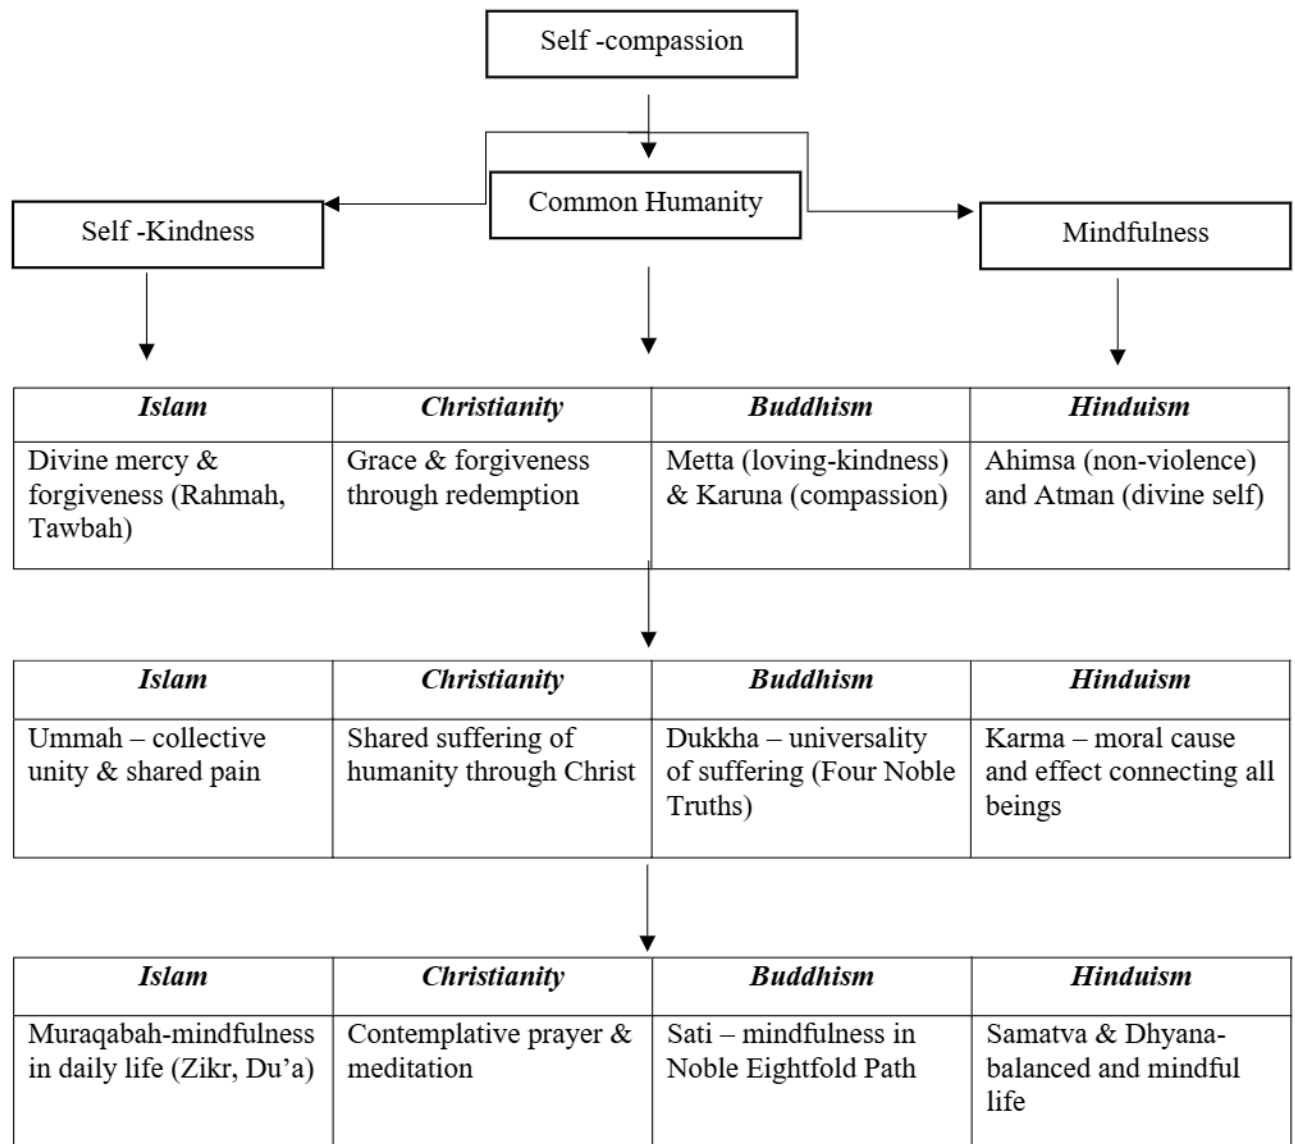 Self -compassion
Common Humanity
Self -Kindness
Mindfulness
Islam
Christianity
Buddhism
Hinduism
Divine mercy &
forgiveness (Rahmah,
Tawbah)
Grace & forgiveness
through redemption
Metta (loving-kindness)
& Karuna (compassion)
Ahimsa (non-violence)
and Atman (divine self)
Islam
Christianity
Buddhism
Hinduism
Ummah – collective
unity & shared pain
Shared suffering of
humanity through Christ
Dukkha – universality
of suffering (Four Noble
Truths)
Karma – moral cause
and effect connecting all
beings
Islam
Christianity
Buddhism
Hinduism
Muraqabah-mindfulness
in daily life (Zikr, Du’a)
Contemplative prayer &
meditation
Sati – mindfulness in
Noble Eightfold Path
Samatva & Dhyana-
balanced and mindful
life